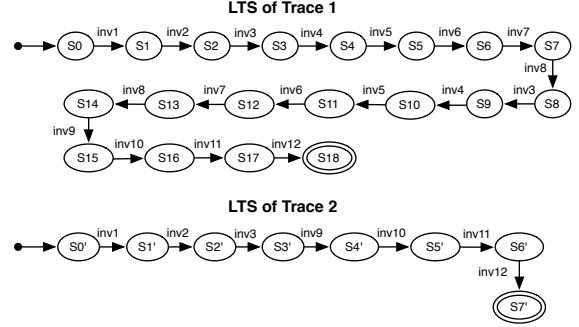 LTS of Trace 1
inv1 inv2 inv3 inv4 inv5 inv6 inv7
S0 S1 S2 S3 S4 S5 S6 S7
inv8
inv8 inv7 inv6 inv5 inv4 inv3
S14 S13 S12 S11 S10 S9 S8
inv9
inv10 inv11 inv12
S15 S16 S17 S18
LTS of Trace 2
inv1 inv2 inv3 inv9 inv10 inv11
S0' S1' S2' S3' S4' S5' S6'
inv12
S7'